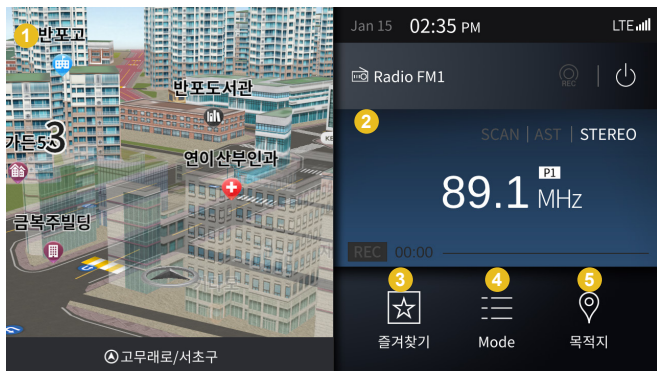 1
반포고
반포도서관
가든5차
3
연이산부인과
금복주빌딩
고무래로/서초구
Jan 15 02:35 PM LTE
Radio FM1 REC
2
SCAN | AST | STEREO
89.1 P1 MHz
REC 00:00
3 4 5
즐겨찾기 Mode 목적지